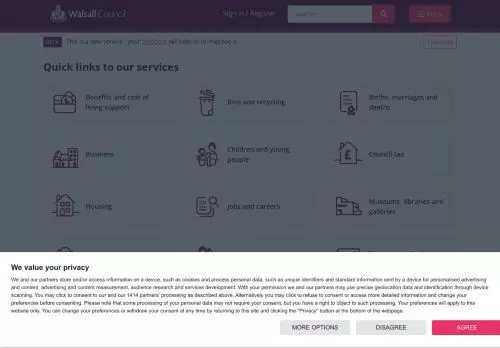 Walsall Council
Sign in / Register
Menu
This is a new service - your feedback will help us to improve it
Quick links to our services
Benefits and cost of
living support
Bins and recycling
Births, marriages and
deaths
Business
Children and young
people
Council tax
Housing
Jobs and careers
Museums, libraries and
galleries
We value your privacy
We and our partners store and/or access information on a device, such as cookies and process personal data, such as unique identifiers and standard information sent by a device for personalised advertising
and content, advertising and content measurement, audience research and services development. With your permission we and our partners may use precise geolocation data and identification through device
scanning. You may click to consent to our and our 1414 partners' processing as described above. Alternatively you may click to refuse to consent or access more detailed information and change your
preferences before consenting. Please note that some processing of your personal data may not require your consent, but you have a right to object to such processing. Your preferences will apply to this
website only. You can change your preferences or withdraw your consent at any time by returning to this site and clicking the "Privacy" button at the bottom of the webpage.
MORE OPTIONS
DISAGREE
AGREE